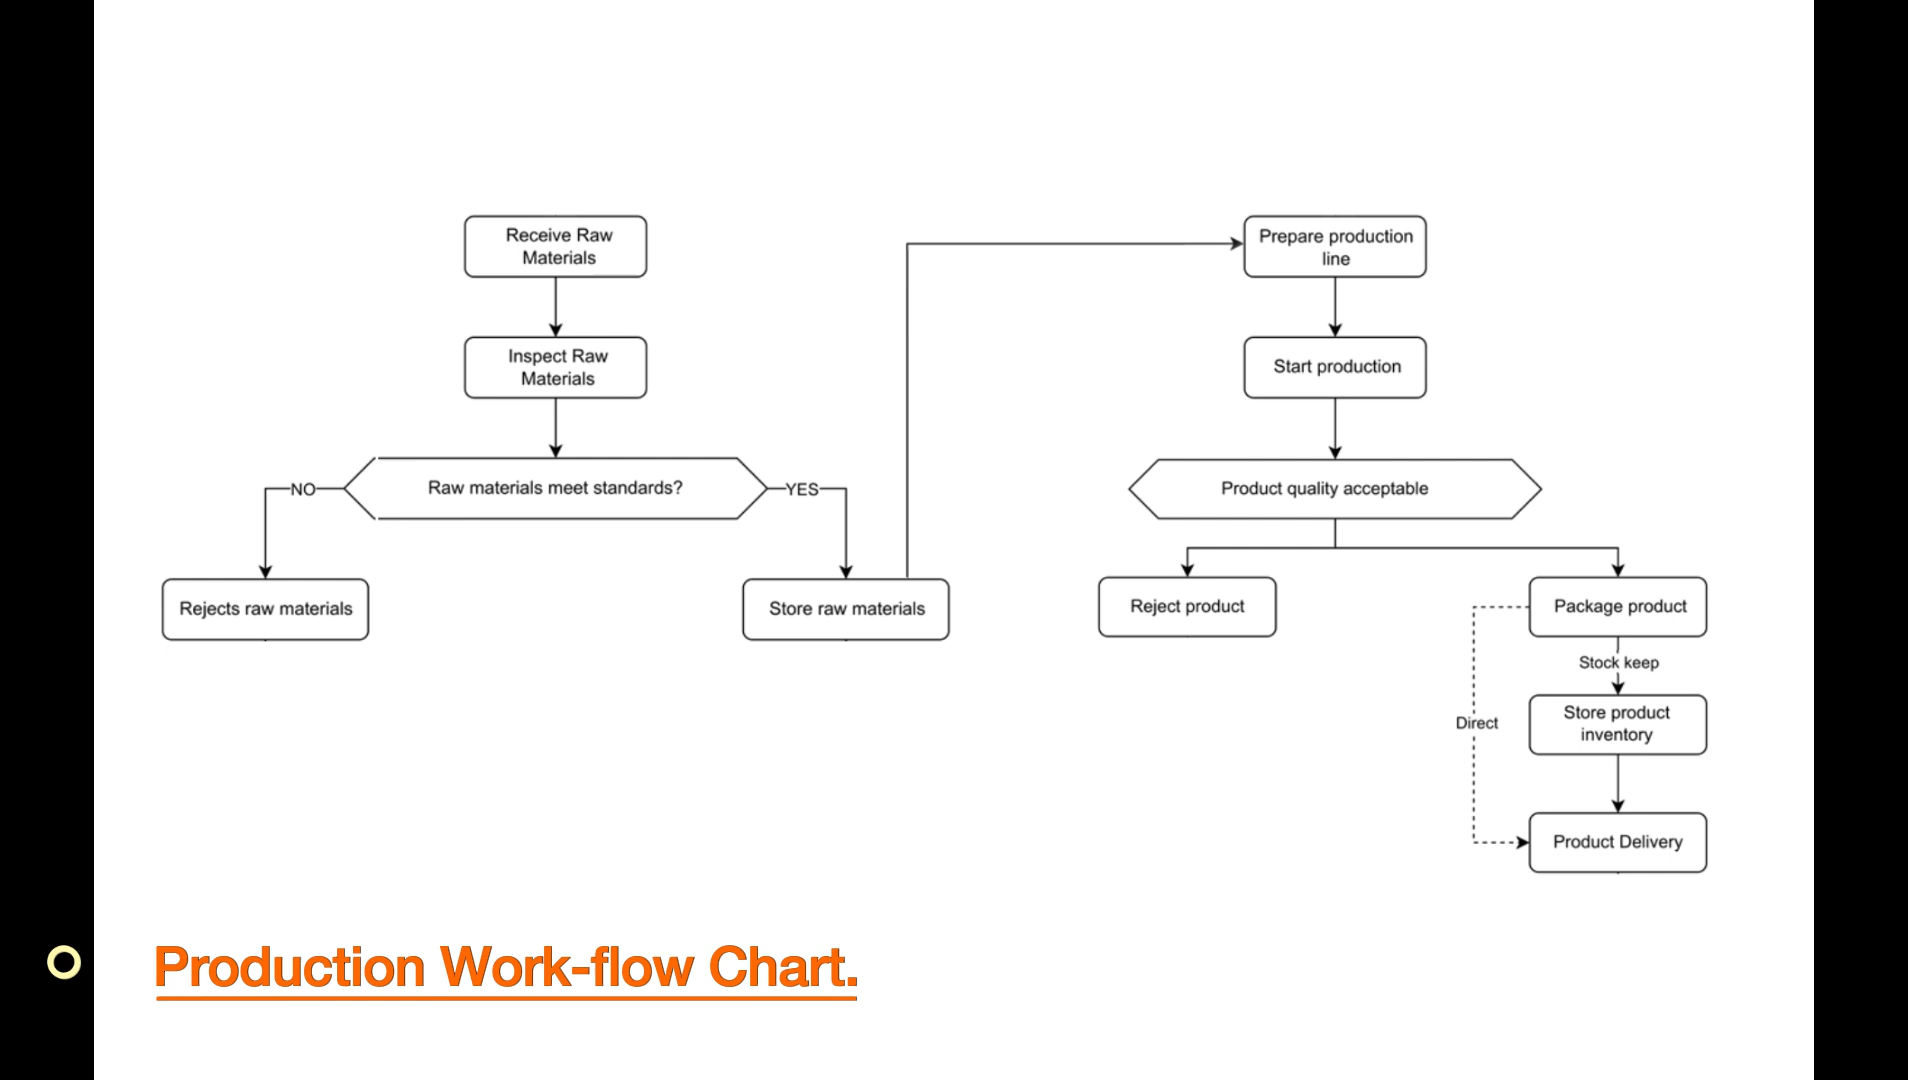 Receive Raw
Materials
Inspect Raw
Materials
Raw materials meet standards?
NO
YES
Rejects raw materials
Store raw materials
Prepare production
line
Start production
Product quality acceptable
Reject product
Package product
Stock keep
Direct
Store product
inventory
Product Delivery
Production Work-flow Chart.